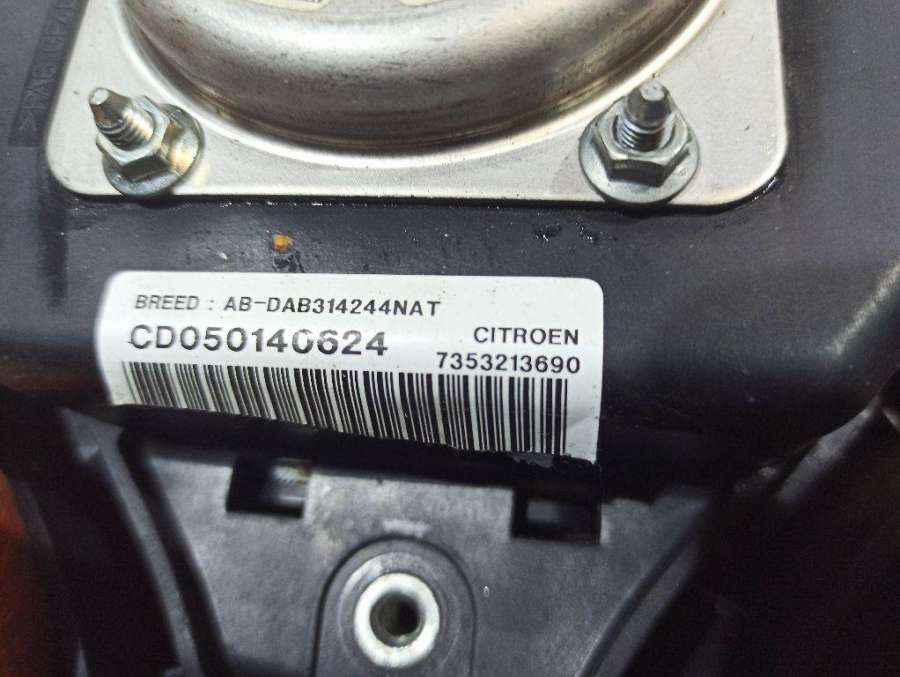 BREED : AB-DAB314244NAT
CD050140624
CITROEN
7353213690